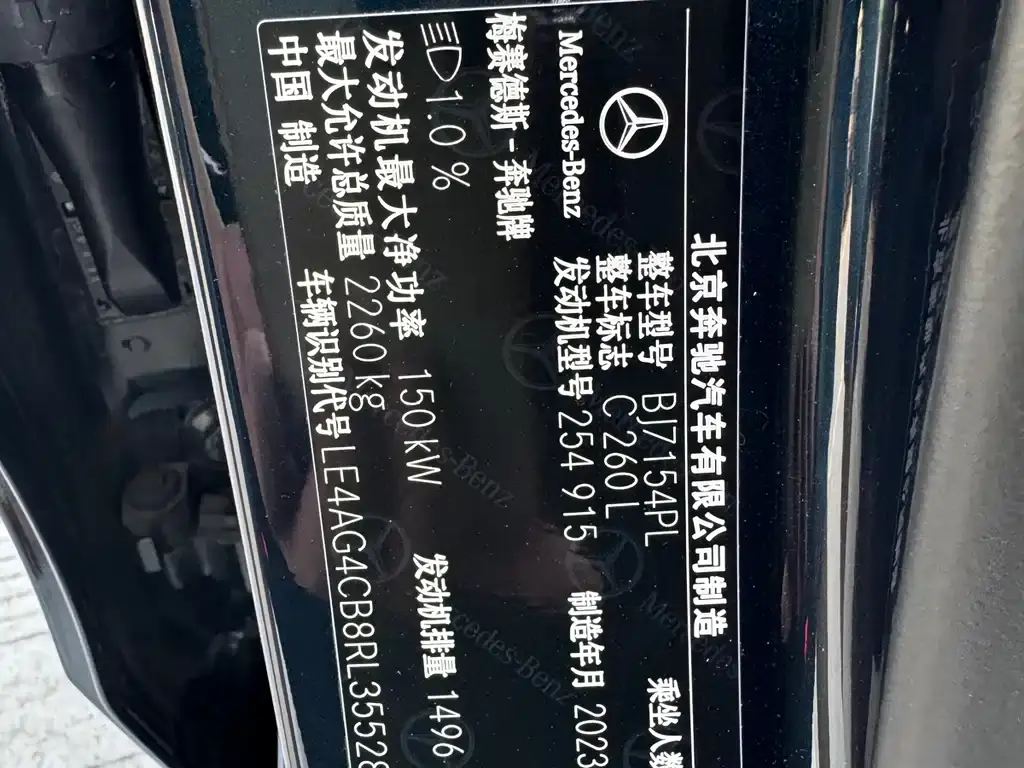 北京奔驰汽车有限公司制造
Mercedes-Benz
梅赛德斯-奔驰牌
整车型号 BJ7154PL 乘坐人数
整车标志 C 260 L
发动机型号 254 915 制造年月 2023
1.0%
发动机最大净功率 150kW 发动机排量 1496
最大允许总质量 2260kg
中国 制造 车辆识别代号 LE4AG4CB8RL35528